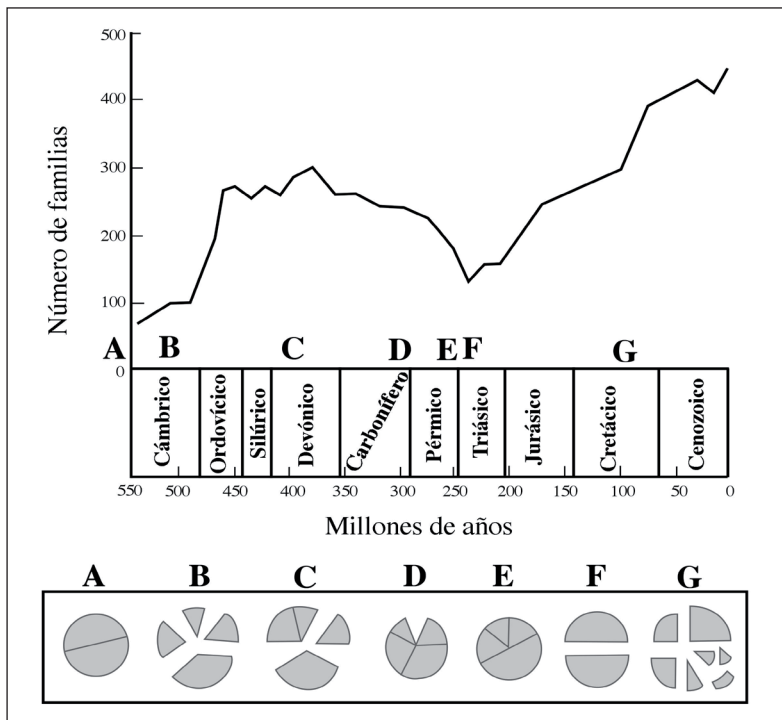 500
400
300
200
100
0
Número de familias
A B C D E F G
Cámbrico
Ordovícico
Silúrico
Devónico
Carbonífero
Pérmico
Triásico
Jurásico
Cretácico
Cenozoico
550 500 450 400 350 300 250 200 150 100 50 0
Millones de años
A B C D E F G